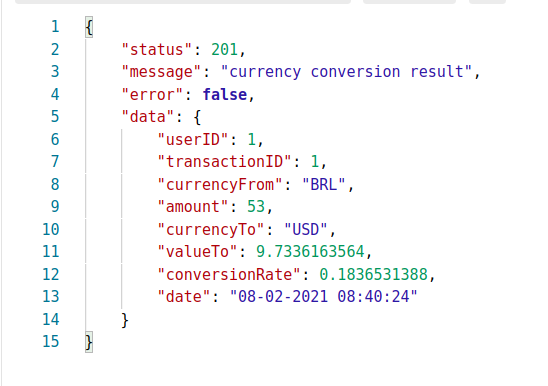 1 {
2 "status": 201,
3 "message": "currency conversion result",
4 "error": false,
5 "data": {
6 "userID": 1,
7 "transactionID": 1,
8 "currencyFrom": "BRL",
9 "amount": 53,
10 "currencyTo": "USD",
11 "valueTo": 9.7336163564,
12 "conversionRate": 0.1836531388,
13 "date": "08-02-2021 08:40:24"
14 }
15 }